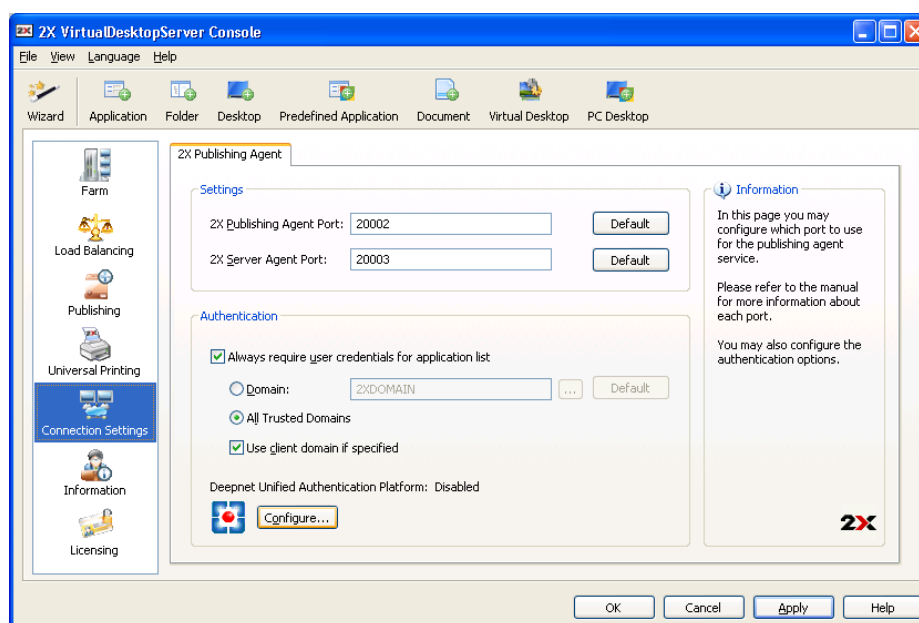 2X VirtualDesktopServer Console
File View Language Help
Wizard Application Folder Desktop Predefined Application Document Virtual Desktop PC Desktop
Farm
Load Balancing
Publishing
Universal Printing
Connection Settings
Information
Licensing
2X Publishing Agent
Settings
2X Publishing Agent Port: 20002 Default
2X Server Agent Port: 20003 Default
Authentication
Always require user credentials for application list
Domain: 2XDOMAIN ... Default
All Trusted Domains
Use client domain if specified
Deepnet Unified Authentication Platform: Disabled
Configure...
Information
In this page you may
configure which port to use
for the publishing agent
service.
Please refer to the manual
for more information about
each port.
You may also configure the
authentication options.
2X
OK Cancel Apply Help